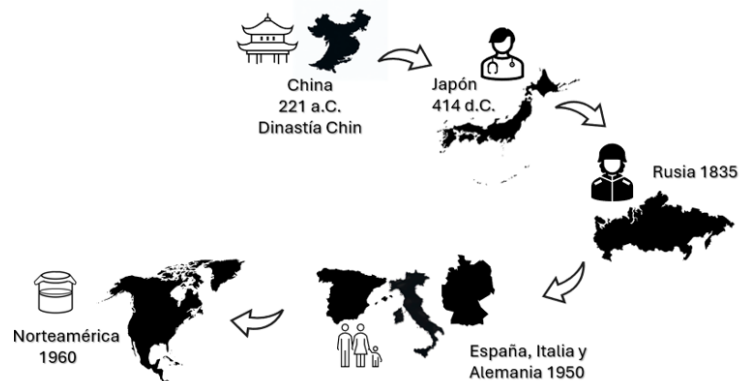 China
221 a.C.
Dinastía Chin
Japón
414 d.C.
Rusia 1835
España, Italia y
Alemania 1950
Norteamérica
1960